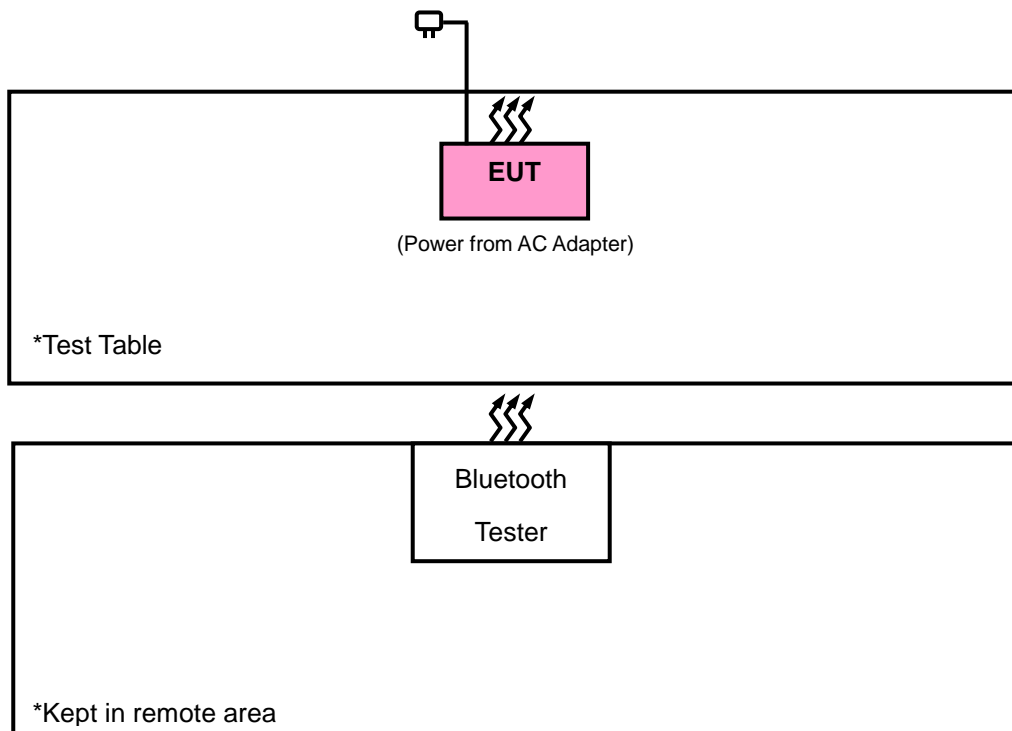 EUT
(Power from AC Adapter)
*Test Table
Bluetooth
Tester
*Kept in remote area